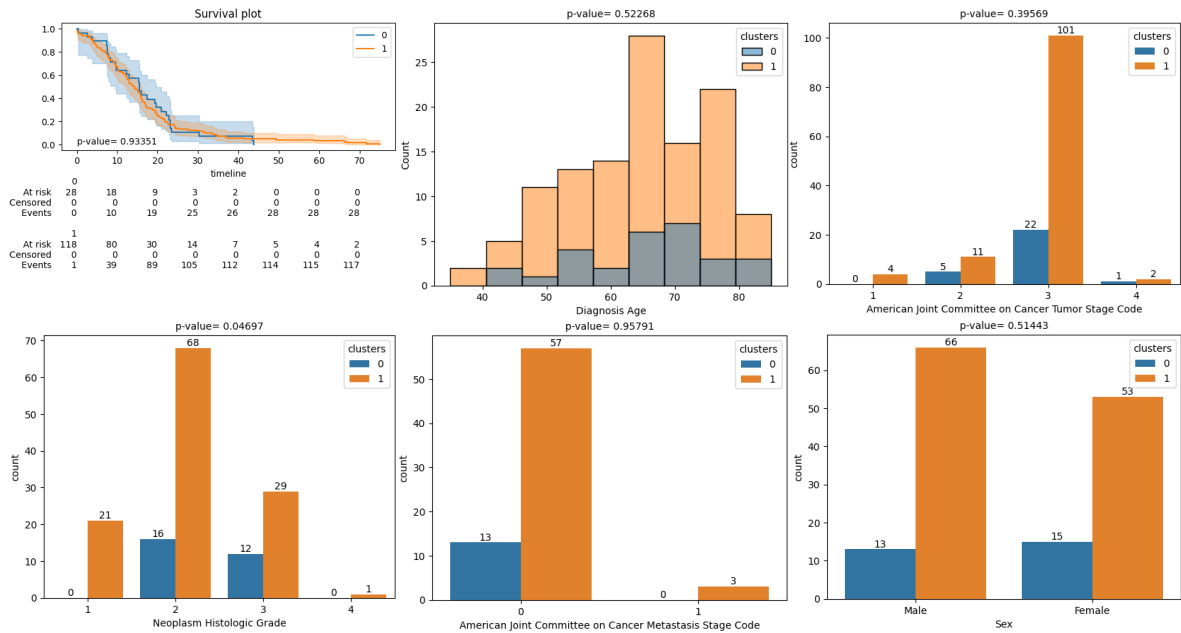 Survival plot
0
1
1.0
0.8
0.6
0.4
0.2
0.0
p-value= 0.93351
0 10 20 30 40 50 60 70
timeline
0
At risk 28 18 9 3 2 0 0 0
Censored 0 0 0 0 0 0 0 0
Events 0 10 19 25 26 28 28 28
1
At risk 118 80 30 14 7 5 4 2
Censored 0 0 0 0 0 0 0 0
Events 1 39 89 105 112 114 115 117
p-value= 0.52268
clusters
0
1
Count
25
20
15
10
5
0
40 50 60 70 80
Diagnosis Age
p-value= 0.39569
clusters
0
1
count
100
80
60
40
20
0
0 4 5 11 22 101 1 2
1 2 3 4
American Joint Committee on Cancer Tumor Stage Code
p-value= 0.04697
clusters
0
1
count
70
60
50
40
30
20
10
0
0 21 16 68 12 29 0 1
1 2 3 4
Neoplasm Histologic Grade
p-value= 0.95791
clusters
0
1
count
50
40
30
20
10
0
13 57 0 3
0 1
American Joint Committee on Cancer Metastasis Stage Code
p-value= 0.51443
clusters
0
1
count
60
50
40
30
20
10
0
13 66 15 53
Male Female
Sex